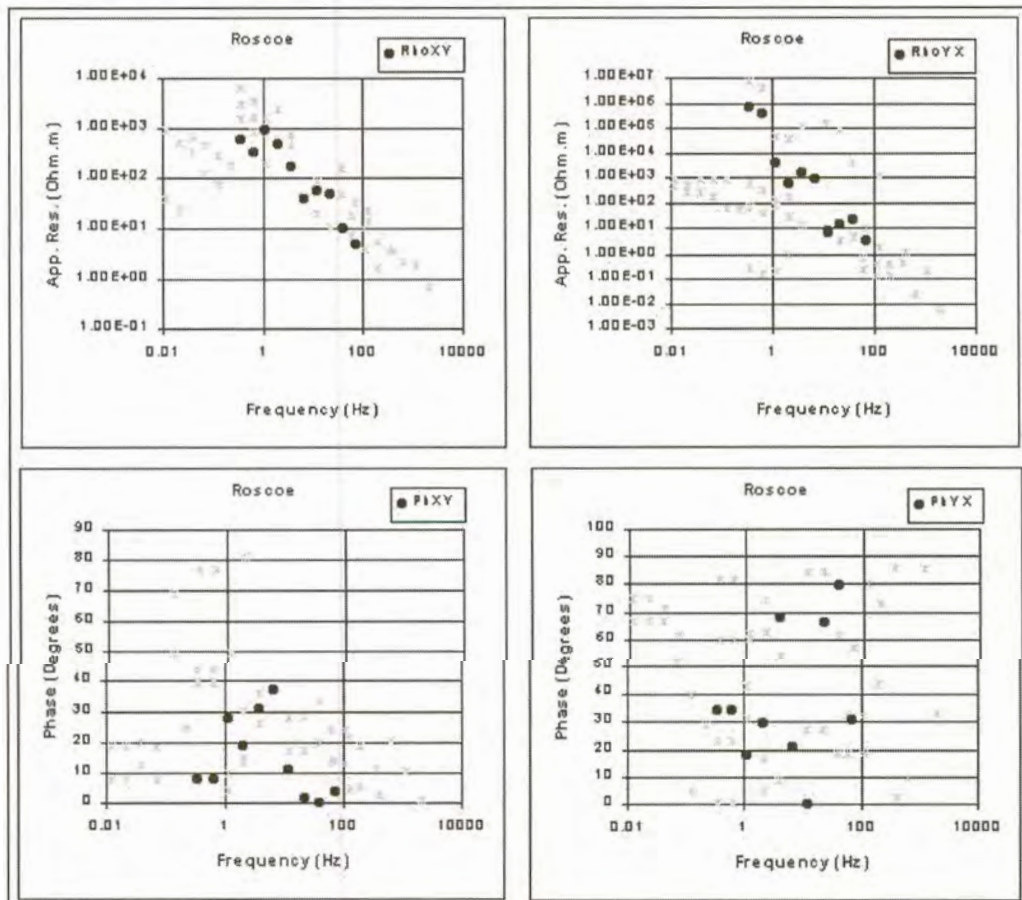 Roscoe
RhoXY
App. Res. (Ohm.m)
1.00E+04
1.00E+03
1.00E+02
1.00E+01
1.00E+00
1.00E-01
0.01
1
100
10000
Frequency (Hz)
Roscoe
RhoYX
App. Res. (Ohm.m)
1.00E+07
1.00E+06
1.00E+05
1.00E+04
1.00E+03
1.00E+02
1.00E+01
1.00E+00
1.00E-01
1.00E-02
1.00E-03
0.01
1
100
10000
Frequency (Hz)
Roscoe
PhXY
Phase (Degrees)
90
80
70
60
50
40
30
20
10
0
0.01
1
100
10000
Frequency (Hz)
Roscoe
PhYX
Phase (Degrees)
100
90
80
70
60
50
40
30
20
10
0
0.01
1
100
10000
Frequency (Hz)